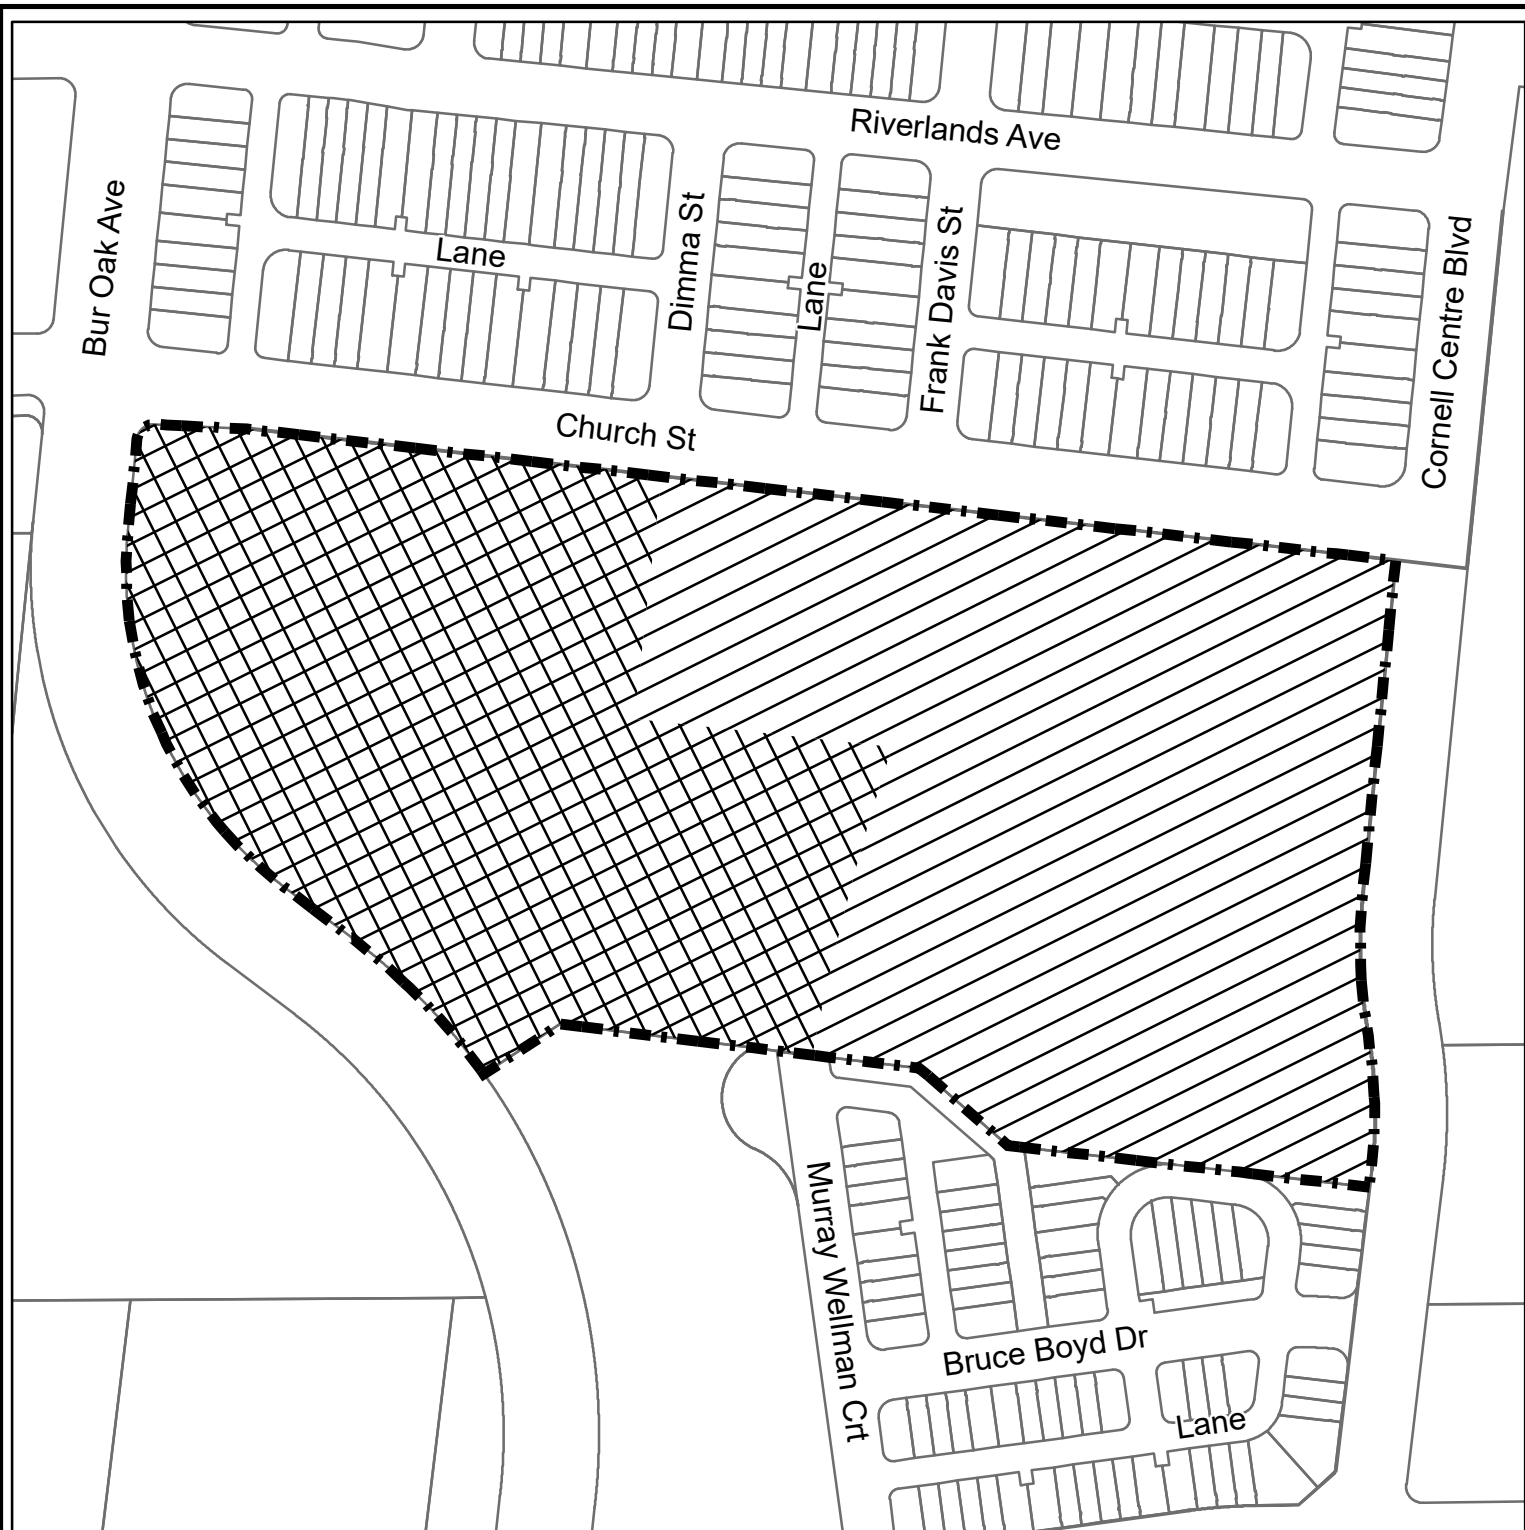 Riverlands Ave
Bur Oak Ave
Lane
Dimma St
Lane
Frank Davis St
Cornell Centre Blvd
Church St
Murray Wellman Crt
Bruce Boyd Dr
Lane